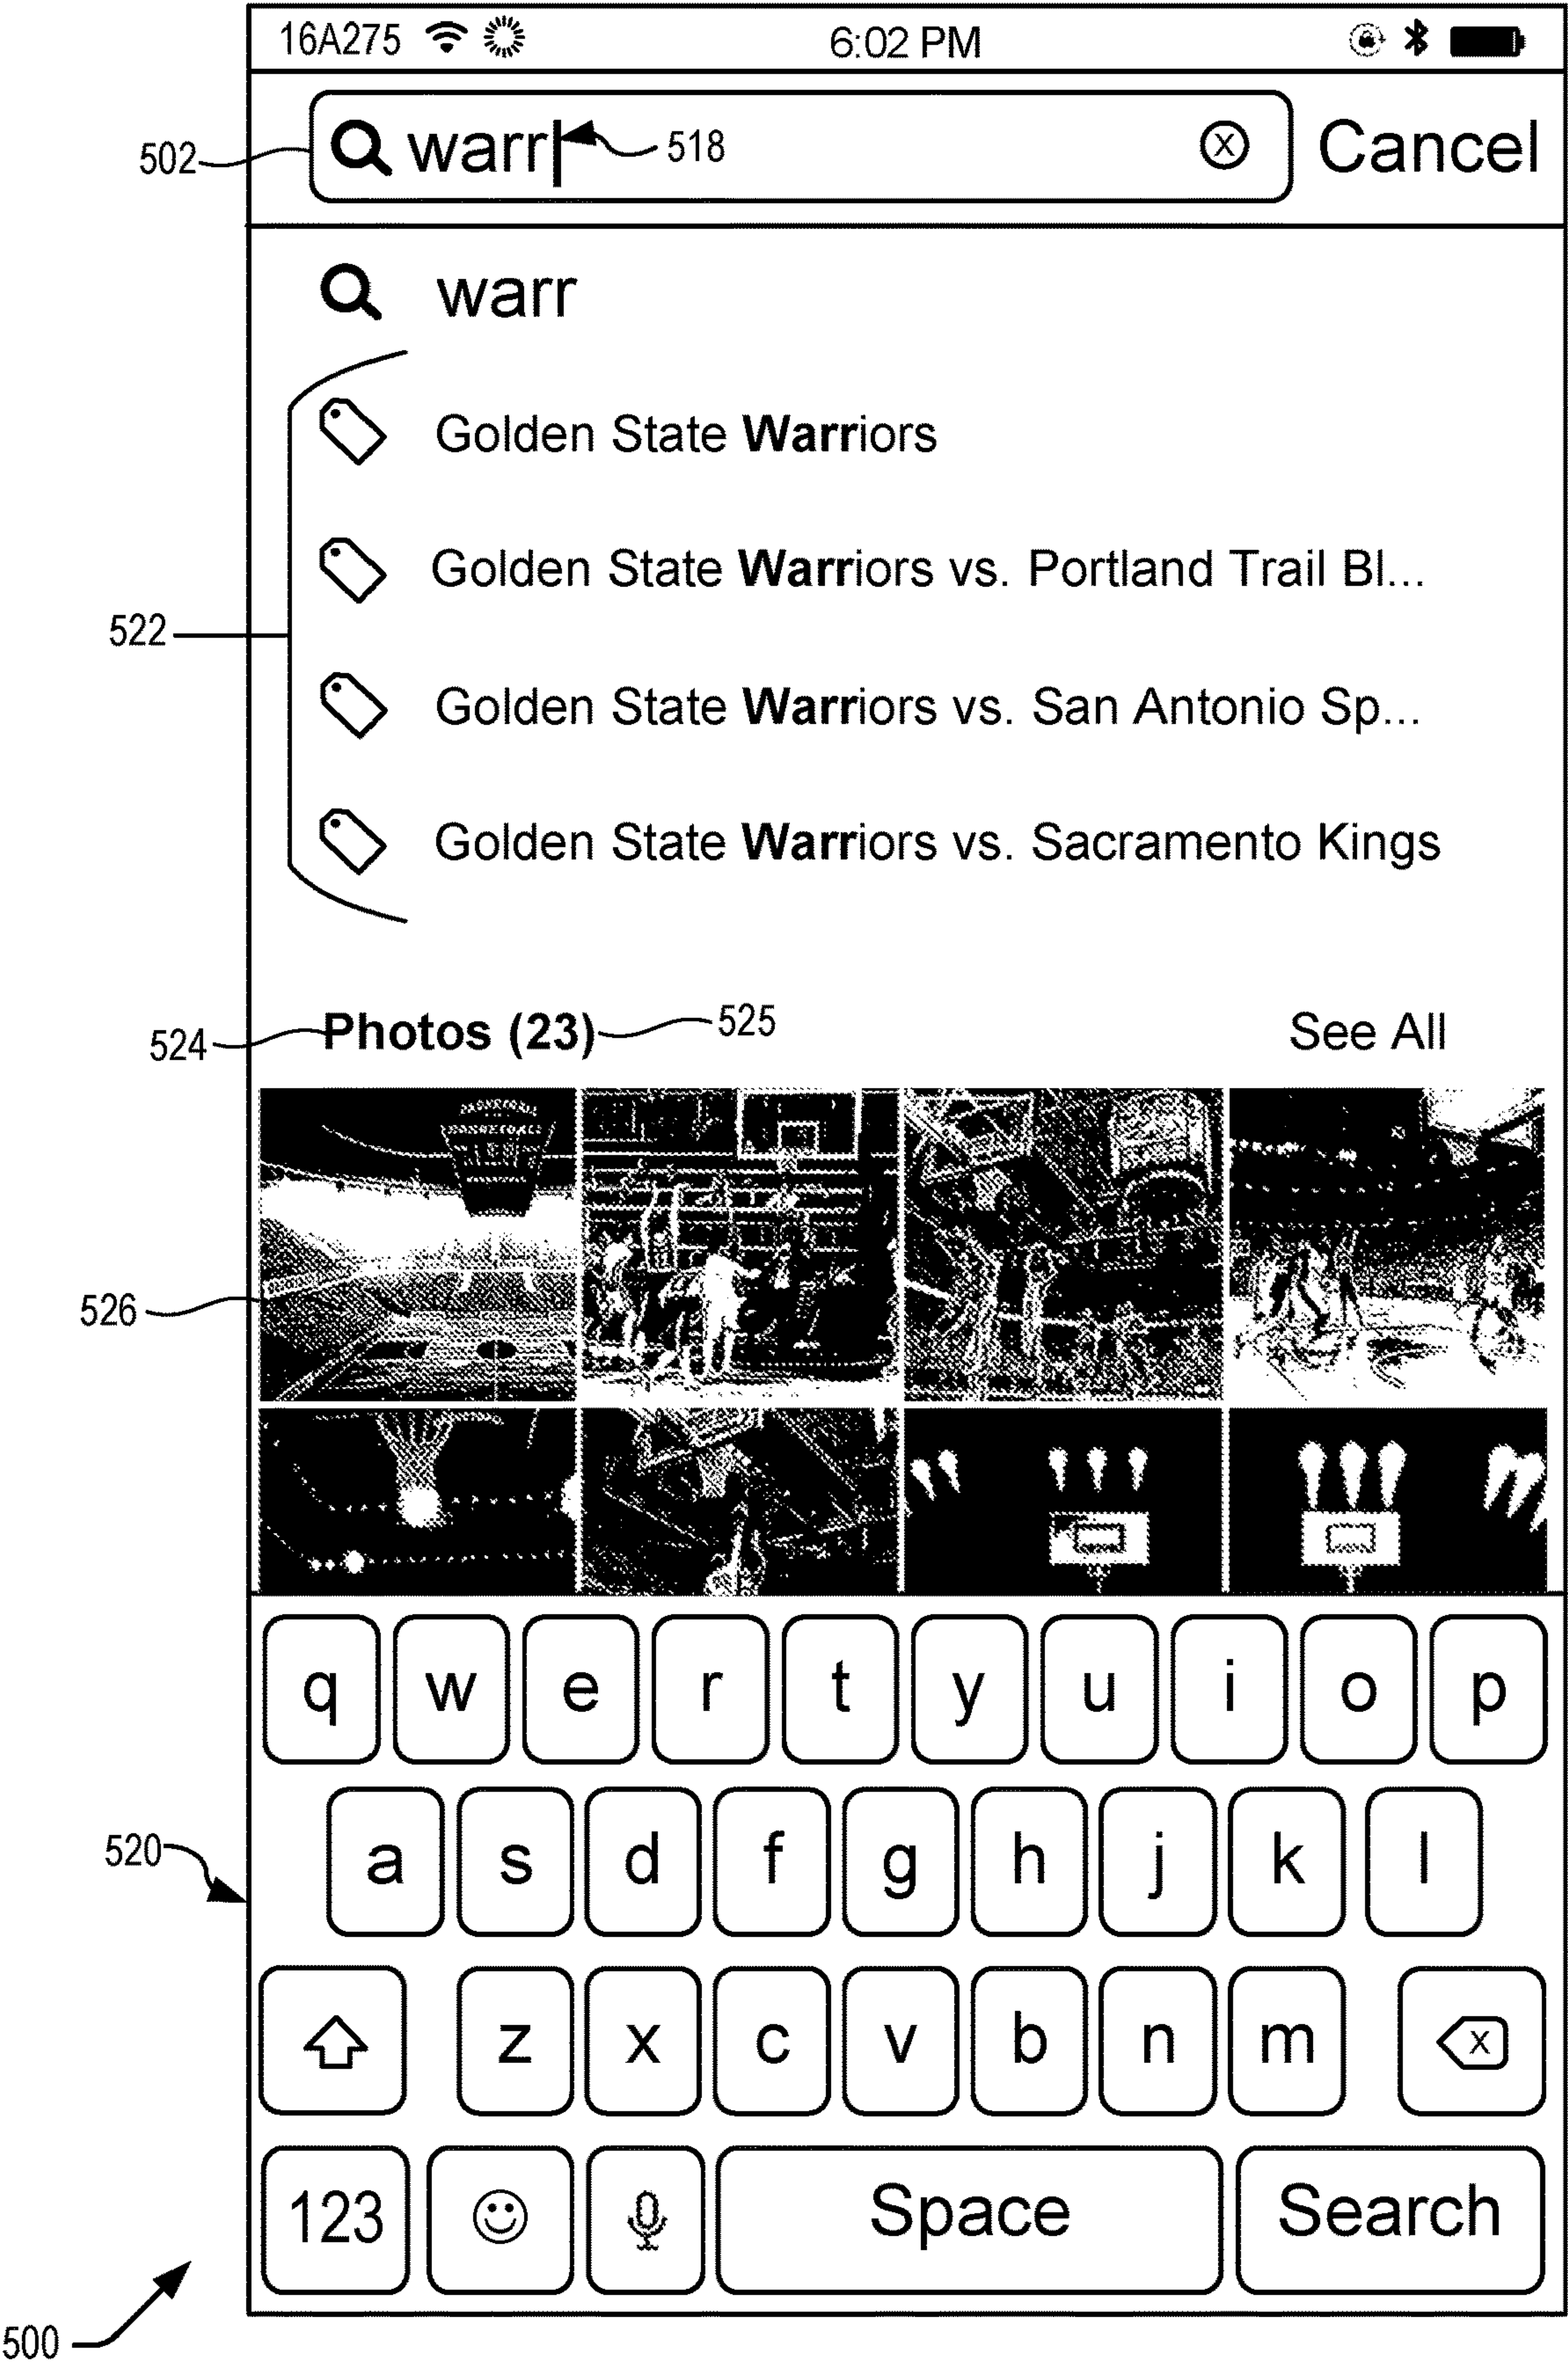 16A275 6:02 PM
502 warr 518 X Cancel
warr
Golden State Warriors
Golden State Warriors vs. Portland Trail Bl...
522
Golden State Warriors vs. San Antonio Sp...
Golden State Warriors vs. Sacramento Kings
524 Photos (23) 525 See All
BASKETBALL
BASKETBALL
526
q w e r t y u i o p
520 a s d f g h j k l
z x c v b n m X
123 Space Search
500